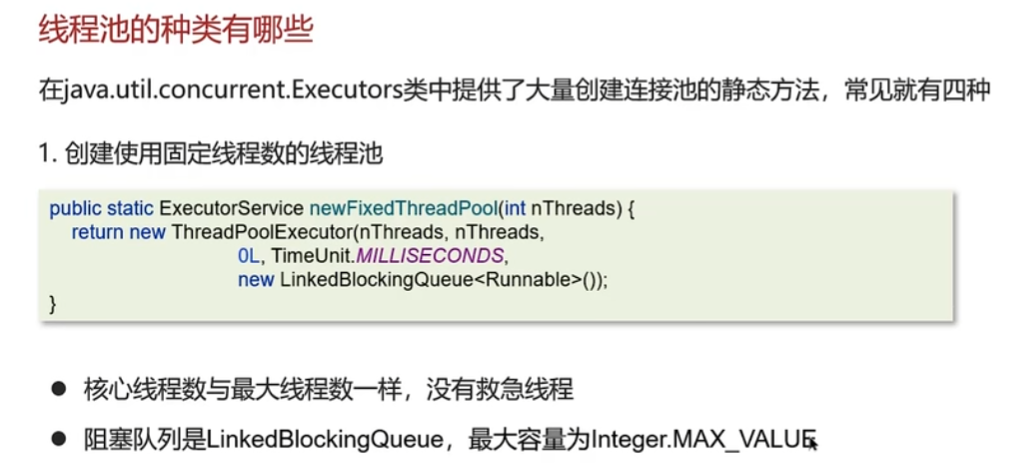 线程池的种类有哪些
在java.util.concurrent.Executors类中提供了大量创建连接池的静态方法，常见就有四种
1. 创建使用固定线程数的线程池
public static ExecutorService newFixedThreadPool(int nThreads) {
return new ThreadPoolExecutor(nThreads, nThreads,
0L, TimeUnit.MILLISECONDS,
new LinkedBlockingQueue<Runnable>());
}
● 核心线程数与最大线程数一样，没有救急线程
● 阻塞队列是LinkedBlockingQueue，最大容量为Integer.MAX_VALUE